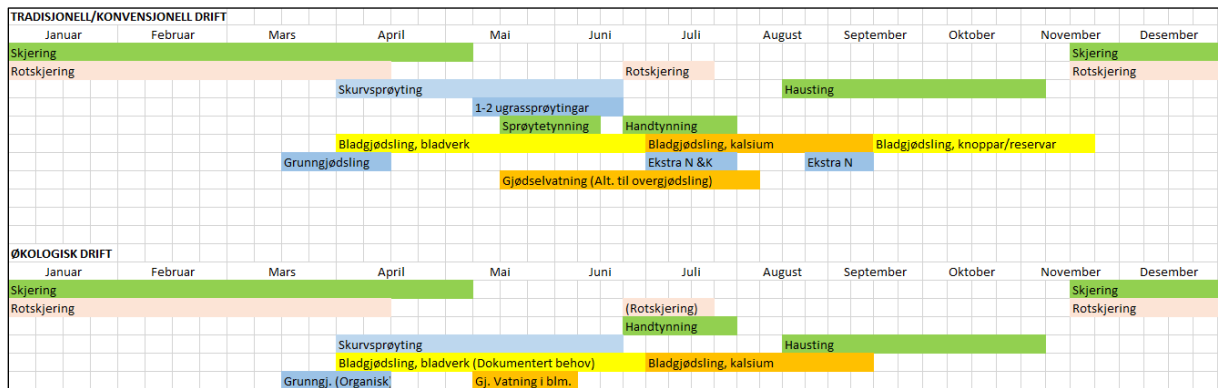 TRADISJONELL/KONVENSJONELL DRIFT
Januar Februar Mars April Mai Juni Juli August September Oktober November Desember
Skjering Skjering
Rotskjering Rotskjering Rotskjering
Skurvsprøyting Hausting
1-2 ugrassprøytingar
Sprøytetynning Handtynning
Bladgjødsling, bladverk Bladgjødsling, kalsium Bladgjødsling, knoppar/reservar
Grunngjødsling Ekstra N &K Ekstra N
Gjødselvatning (Alt. til overgjødsling)
ØKOLOGISK DRIFT
Januar Februar Mars April Mai Juni Juli August September Oktober November Desember
Skjering Skjering
Rotskjering (Rotskjering) Rotskjering
Handtynning
Skurvsprøyting Hausting
Bladgjødsling, bladverk (Dokumentert behov) Bladgjødsling, kalsium
Grunngj. (Organisk Gj. Vatning i blm.